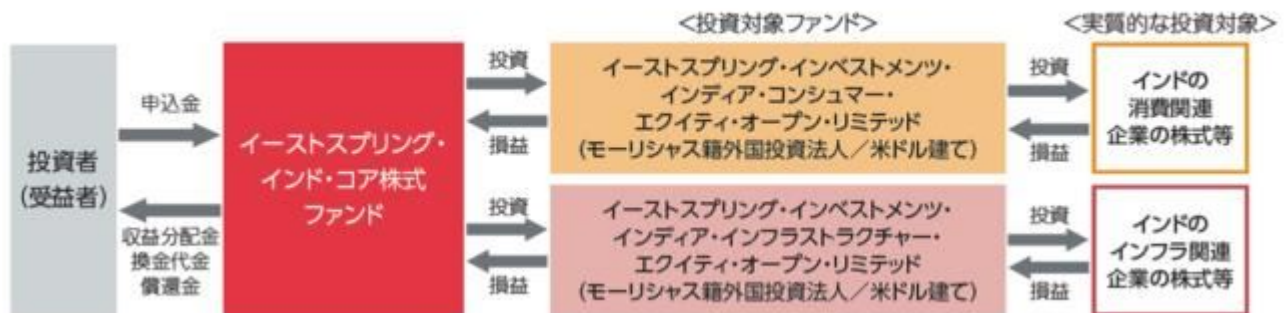 ＜投資対象ファンド＞
＜実質的な投資対象＞
投資者
(受益者)
申込金
収益分配金
換金代金
償還金
イーストスプリング・
インド・コア株式
ファンド
投資
損益
イーストスプリング・インベストメンツ・
インディア・コンシュマー・
エクイティ・オープン・リミテッド
(モーリシャス籍外国投資法人／米ドル建て)
投資
損益
インドの
消費関連
企業の株式等
投資
損益
イーストスプリング・インベストメンツ・
インディア・インフラストラクチャー・
エクイティ・オープン・リミテッド
(モーリシャス籍外国投資法人／米ドル建て)
投資
損益
インドの
インフラ関連
企業の株式等